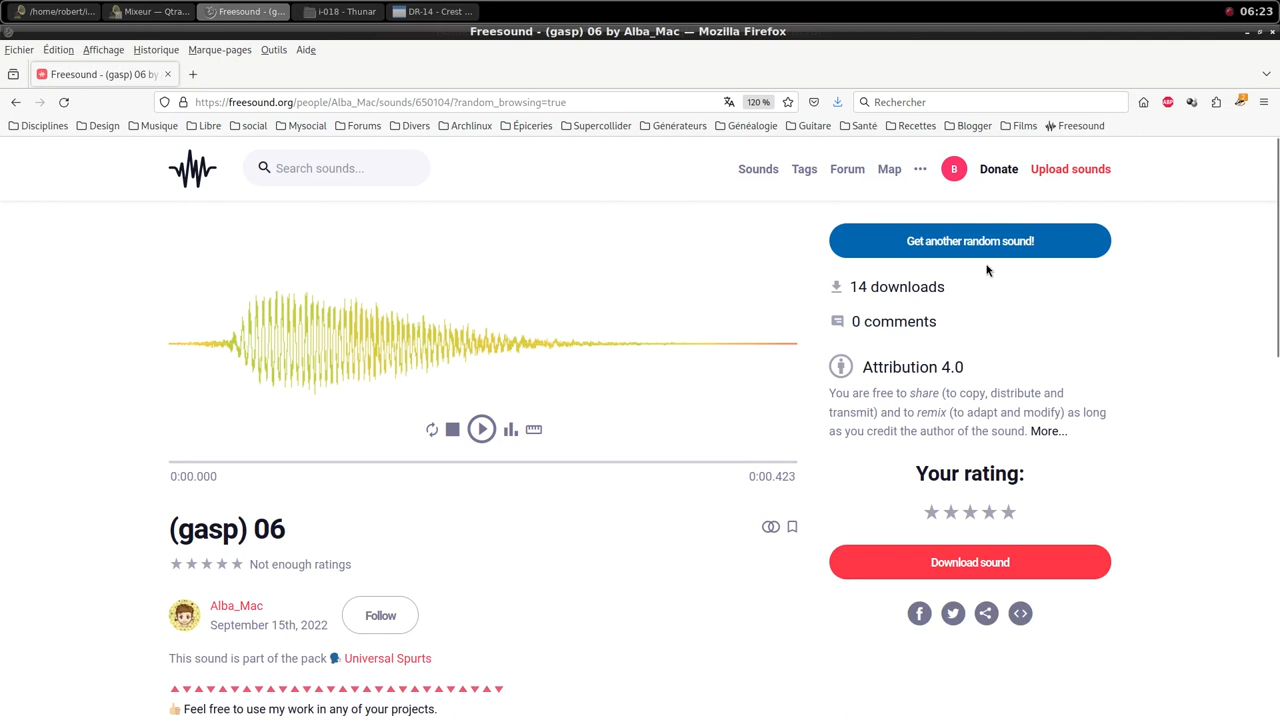 /home/robert/i...
Mixeur — Qtra...
Freesound - (g...
i-018 - Thunar
DR-14 - Crest ...
06:23
Freesound - (gasp) 06 by Alba_Mac — Mozilla Firefox
Fichier Édition Affichage Historique Marque-pages Outils Aide
Freesound - (gasp) 06 by
https://freesound.org/people/Alba_Mac/sounds/650104/?random_browsing=true
120 %
Rechercher
ABP
2
Disciplines Design Musique Libre social Mysocial Forums Divers Archlinux Épiceries Supercollider Générateurs Généalogie Guitare Santé Recettes Blogger Films Freesound
Search sounds...
Sounds Tags Forum Map B Donate Upload sounds
Get another random sound!
14 downloads
0 comments
Attribution 4.0
You are free to share (to copy, distribute and
transmit) and to remix (to adapt and modify) as long
as you credit the author of the sound. More...
Your rating:
Download sound
0:00.000
0:00.423
(gasp) 06
Not enough ratings
Alba_Mac
September 15th, 2022
Follow
This sound is part of the pack 🗣 Universal Spurts
🔺🔻🔺🔻🔺🔻🔺🔻🔺🔻🔺🔻🔺🔻🔺🔻🔺🔻🔺🔻🔺🔻🔺🔻🔺🔻🔺🔻
👍🏼 Feel free to use my work in any of your projects.